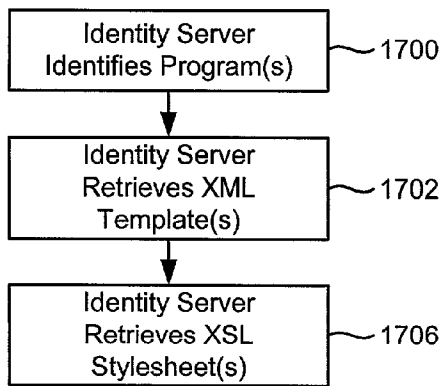 Identity Server
Identifies Program(s)
1700
Identity Server
Retrieves XML
Template(s)
1702
Identity Server
Retrieves XSL
Stylesheet(s)
1706